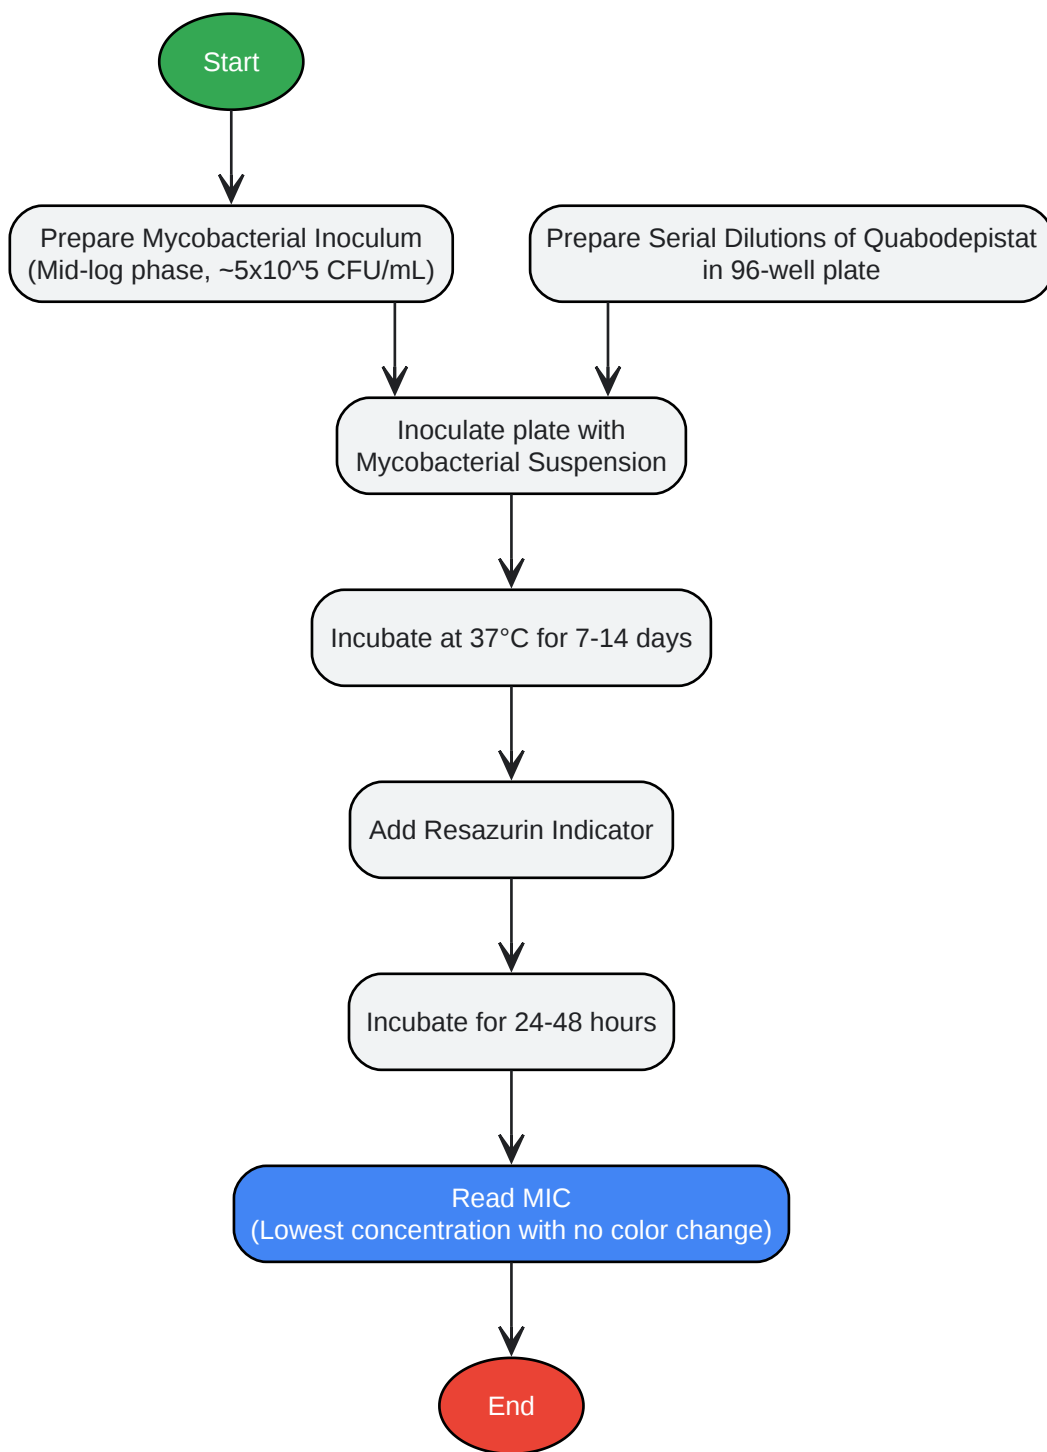 Start
Prepare Mycobacterial Inoculum
(Mid-log phase, ~5x10^5 CFU/mL)
Prepare Serial Dilutions of Quabodepistat
in 96-well plate
Inoculate plate with
Mycobacterial Suspension
Incubate at 37°C for 7-14 days
Add Resazurin Indicator
Incubate for 24-48 hours
Read MIC
(Lowest concentration with no color change)
End